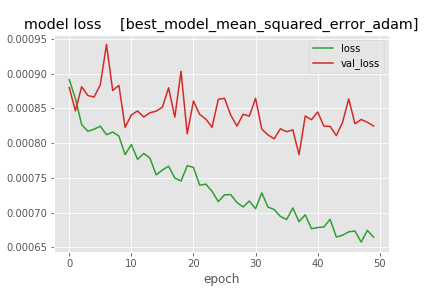 model loss    [best_model_mean_squared_error_adam]
0.00095
0.00090
0.00085
0.00080
0.00075
0.00070
0.00065
loss
val_loss
0 10 20 30 40 50
epoch